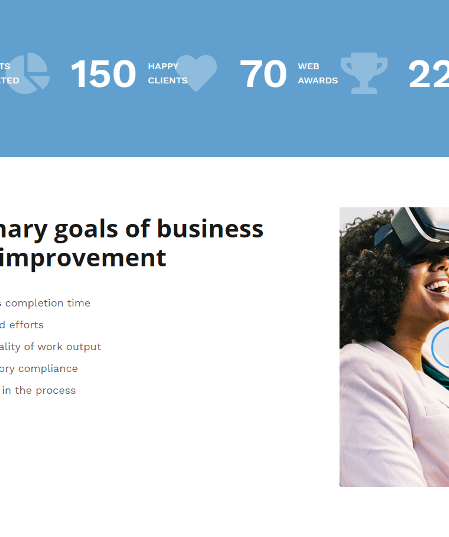 TS
TED
150 HAPPY
CLIENTS
70 WEB
AWARDS
22
nary goals of business
improvement
s completion time
d efforts
ality of work output
ory compliance
in the process